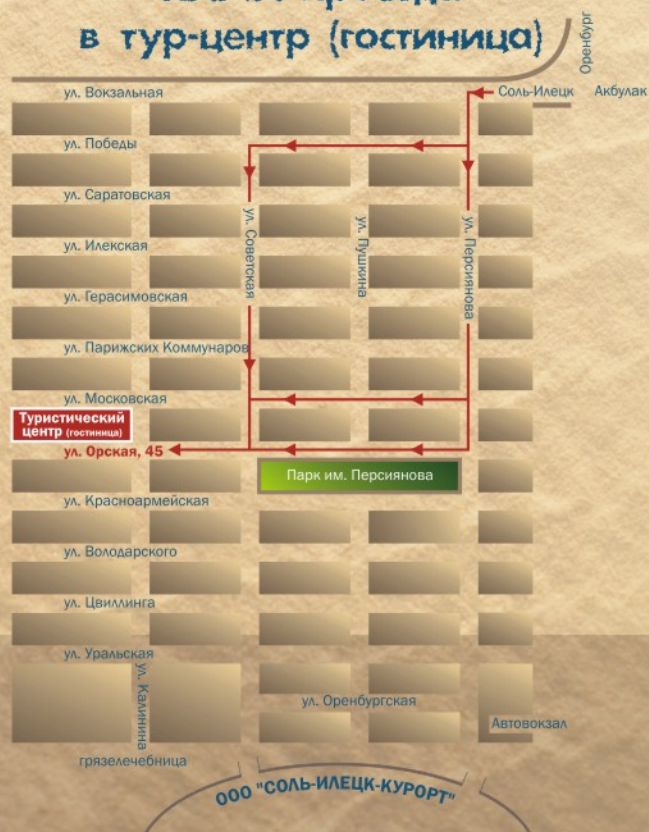 в тур-центр (гостиница)
Оренбург
ул. Вокзальная
Соль-Илецк
Акбулак
ул. Победы
ул. Саратовская
ул. Советская
ул. Пушкина
ул. Персиянова
ул. Илекская
ул. Герасимовская
ул. Парижских Коммунаров
ул. Московская
Туристический
центр (гостиница)
ул. Орская, 45
Парк им. Персиянова
ул. Красноармейская
ул. Володарского
ул. Цвиллинга
ул. Уральская
ул. Калинина
ул. Оренбургская
Автовокзал
грязелечебница
ООО "СОЛЬ-ИЛЕЦК-КУРОРТ"